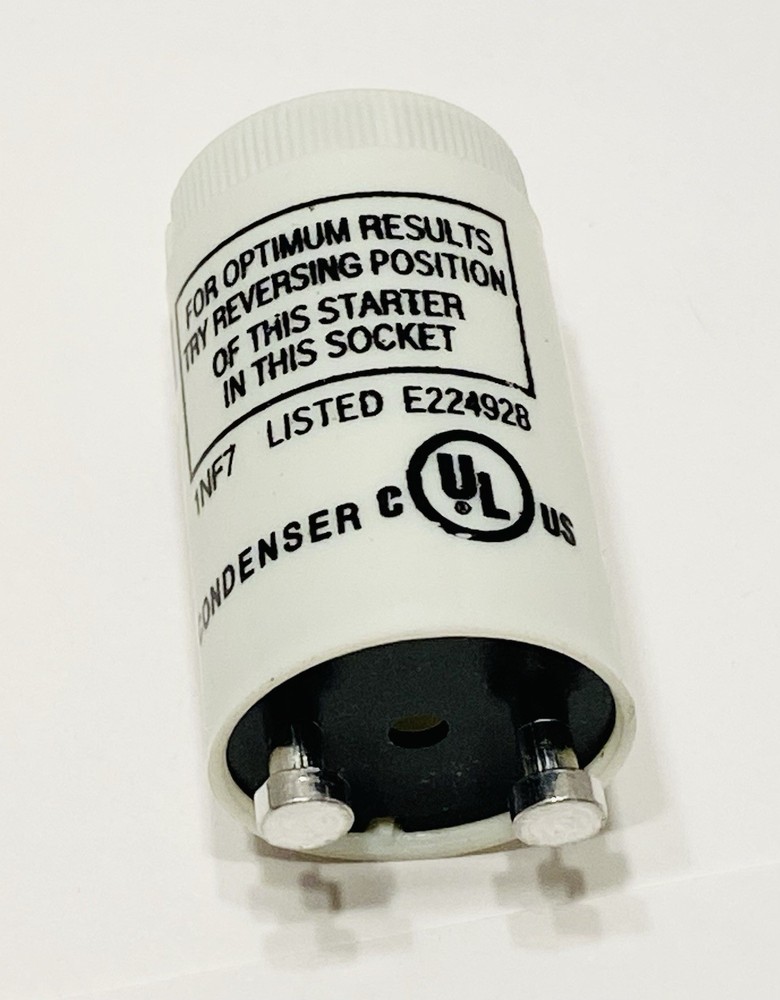 FOR OPTIMUM RESULTS
TRY REVERSING POSITION
OF THIS STARTER
IN THIS SOCKET
1NF7 LISTED E224928
CONDENSER C UL® US